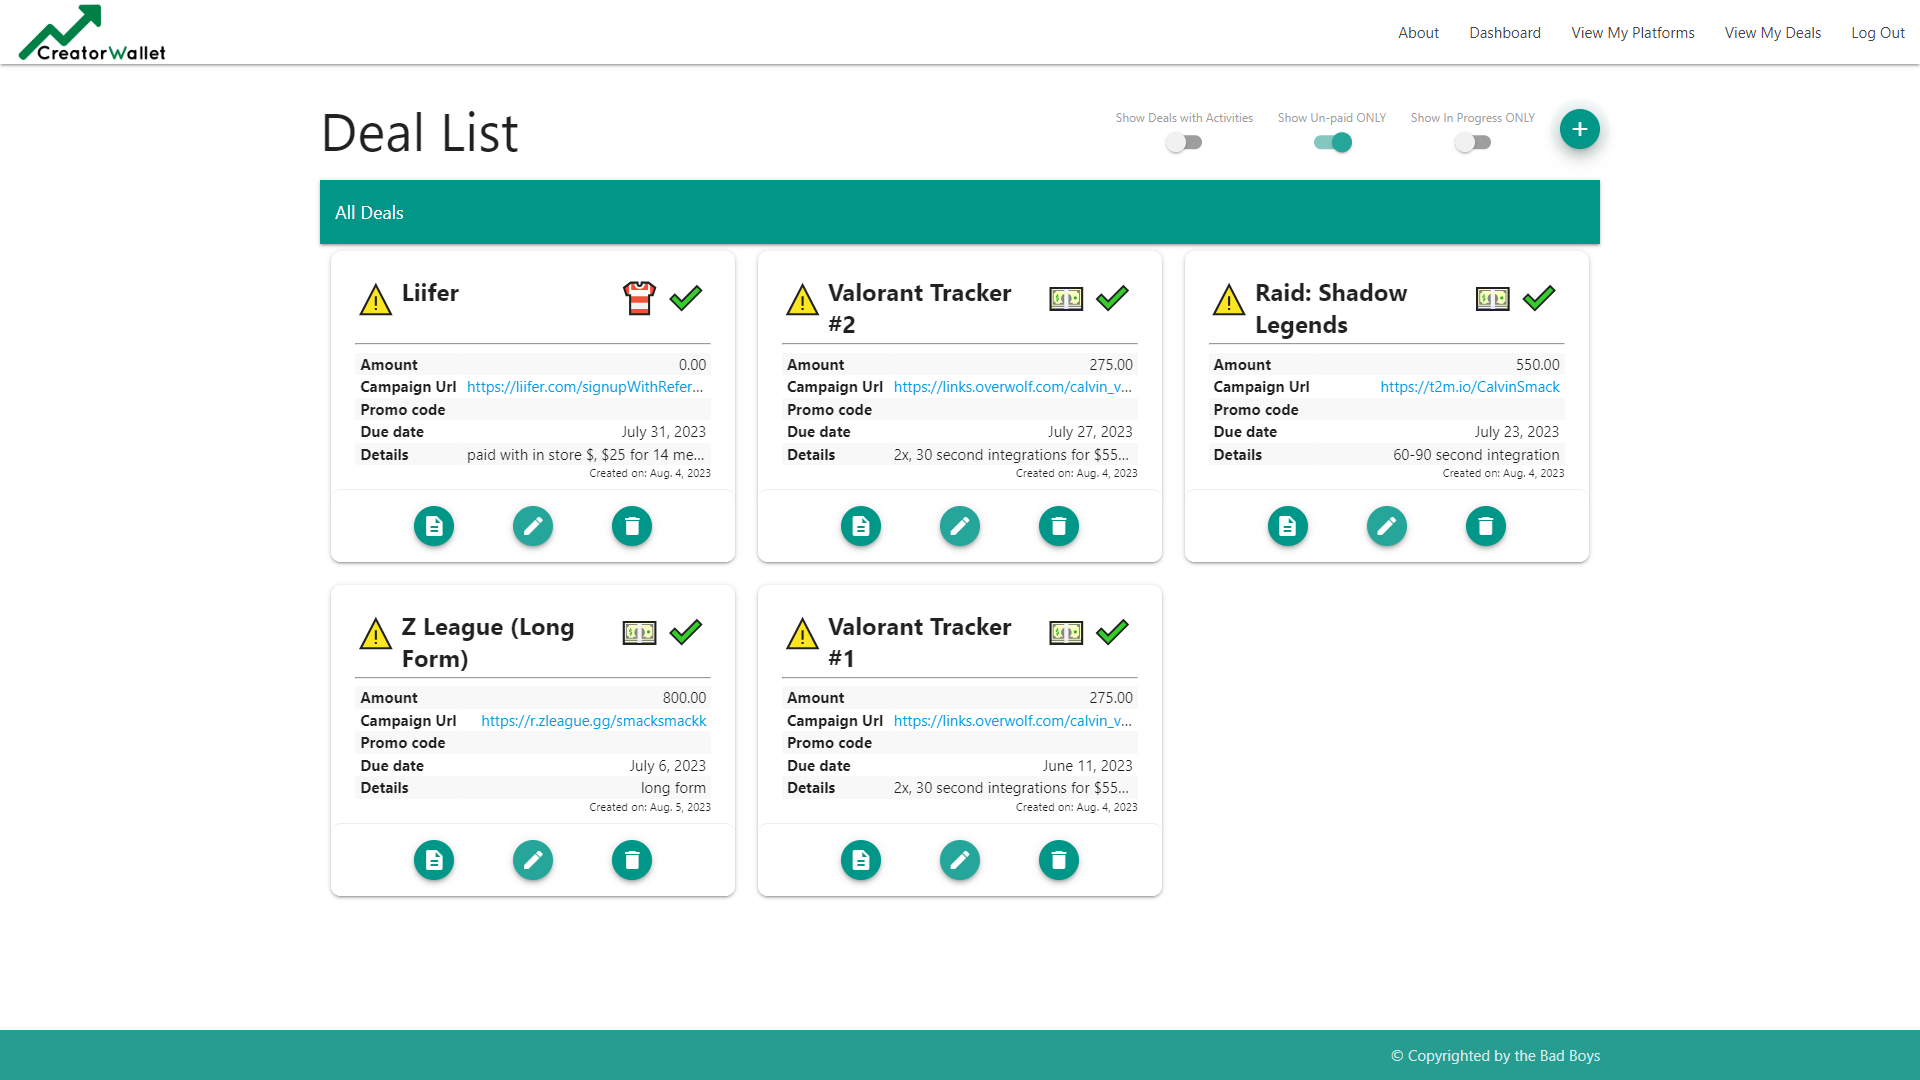 CreatorWallet
About Dashboard View My Platforms View My Deals Log Out
Deal List
Show Deals with Activities Show Un-paid ONLY Show In Progress ONLY
All Deals
Liifer
Amount 0.00
Campaign Url https://liifer.com/signupWithRefer...
Promo code
Due date July 31, 2023
Details paid with in store $, $25 for 14 me...
Created on: Aug. 4, 2023
Valorant Tracker
#2
Amount 275.00
Campaign Url https://links.overwolf.com/calvin_v...
Promo code
Due date July 27, 2023
Details 2x, 30 second integrations for $55...
Created on: Aug. 4, 2023
Raid: Shadow
Legends
Amount 550.00
Campaign Url https://t2m.io/CalvinSmack
Promo code
Due date July 23, 2023
Details 60-90 second integration
Created on: Aug. 4, 2023
Z League (Long
Form)
Amount 800.00
Campaign Url https://r.zleague.gg/smacksmackk
Promo code
Due date July 6, 2023
Details long form
Created on: Aug. 5, 2023
Valorant Tracker
#1
Amount 275.00
Campaign Url https://links.overwolf.com/calvin_v...
Promo code
Due date June 11, 2023
Details 2x, 30 second integrations for $55...
Created on: Aug. 4, 2023
© Copyrighted by the Bad Boys